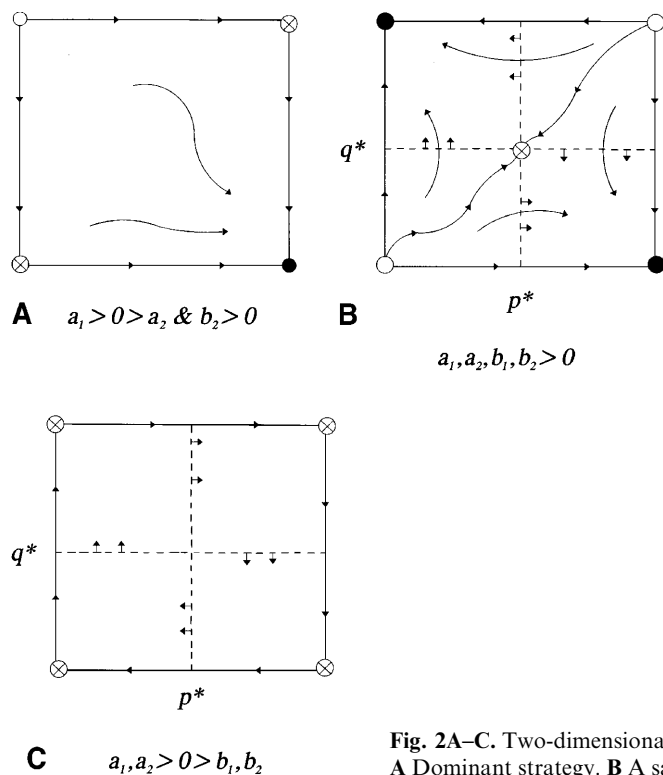 A a₁ > 0 > a₂ & b₂ > 0
q*
p*
B
a₁, a₂, b₁, b₂ > 0
q*
p*
C a₁, a₂ > 0 > b₁, b₂
Fig. 2A–C. Two-dimensiona
A Dominant strategy. B A sa